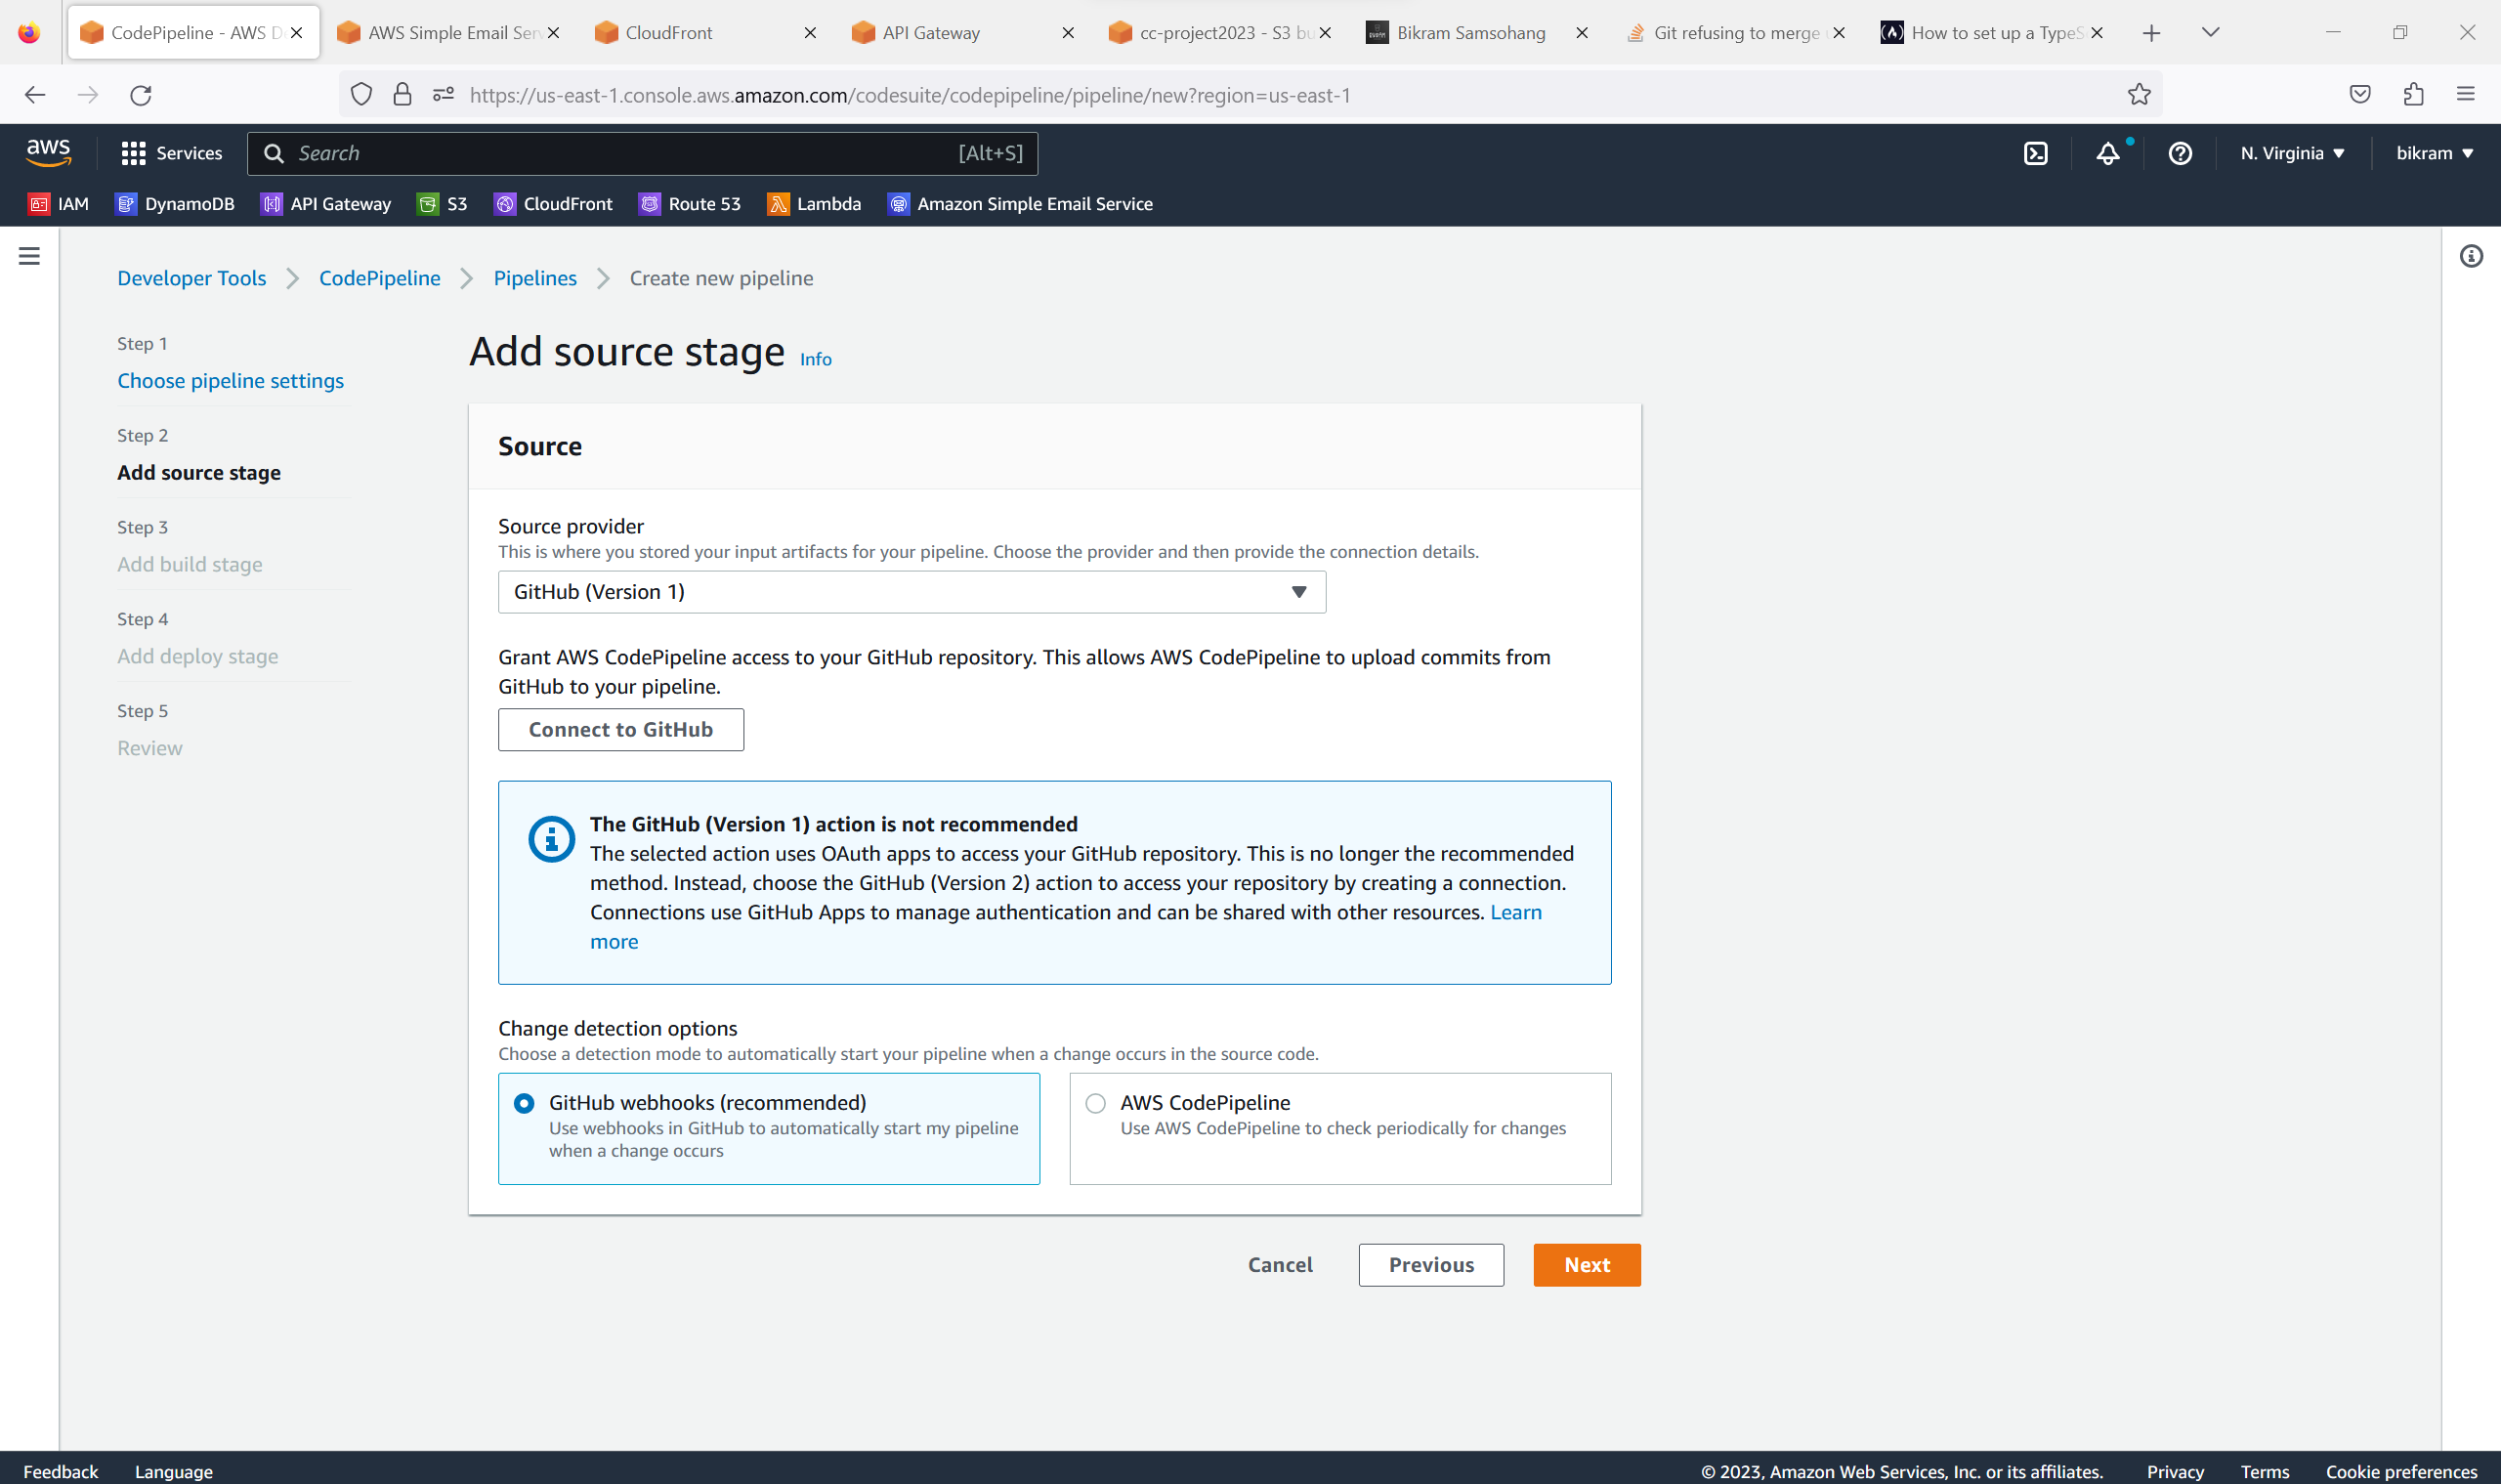 CodePipeline - AWS D
AWS Simple Email Serv
CloudFront
API Gateway
cc-project2023 - S3 bu
Bikram Samsohang
Git refusing to merge u
How to set up a TypeS
https://us-east-1.console.aws.amazon.com/codesuite/codepipeline/pipeline/new?region=us-east-1
aws
Services
Search
[Alt+S]
N. Virginia
bikram
IAM
DynamoDB
API Gateway
S3
CloudFront
Route 53
Lambda
Amazon Simple Email Service
Developer Tools
CodePipeline
Pipelines
Create new pipeline
Step 1
Choose pipeline settings
Step 2
Add source stage
Step 3
Add build stage
Step 4
Add deploy stage
Step 5
Review
Add source stage Info
Source
Source provider
This is where you stored your input artifacts for your pipeline. Choose the provider and then provide the connection details.
GitHub (Version 1)
Grant AWS CodePipeline access to your GitHub repository. This allows AWS CodePipeline to upload commits from
GitHub to your pipeline.
Connect to GitHub
The GitHub (Version 1) action is not recommended
The selected action uses OAuth apps to access your GitHub repository. This is no longer the recommended
method. Instead, choose the GitHub (Version 2) action to access your repository by creating a connection.
Connections use GitHub Apps to manage authentication and can be shared with other resources. Learn
more
Change detection options
Choose a detection mode to automatically start your pipeline when a change occurs in the source code.
GitHub webhooks (recommended)
Use webhooks in GitHub to automatically start my pipeline
when a change occurs
AWS CodePipeline
Use AWS CodePipeline to check periodically for changes
Cancel
Previous
Next
Feedback
Language
© 2023, Amazon Web Services, Inc. or its affiliates.
Privacy
Terms
Cookie preferences